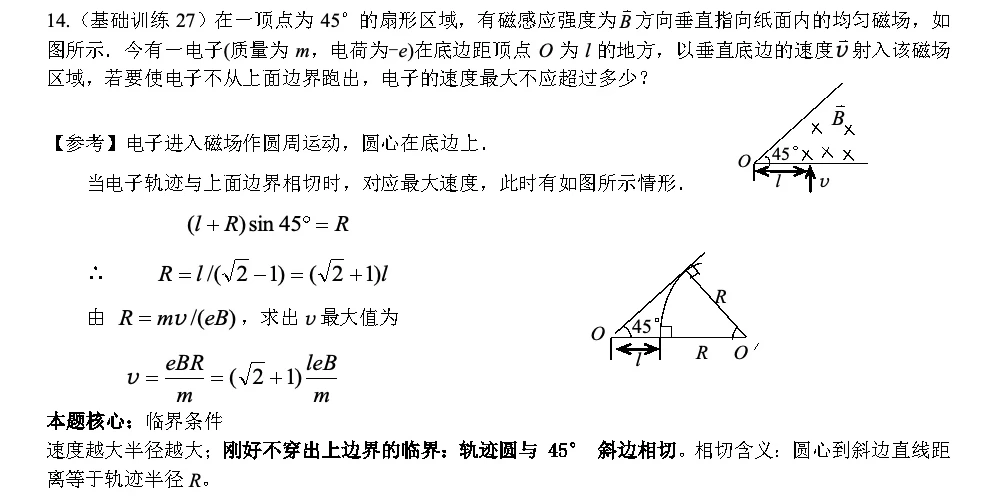 14.（基础训练 27）在一顶点为 45° 的扇形区域，有磁感应强度为 B⃗ 方向垂直指向纸面内的均匀磁场，如
图所示．今有一电子(质量为 m，电荷为-e)在底边距顶点 O 为 l 的地方，以垂直底边的速度 υ⃗ 射入该磁场
区域，若要使电子不从上面边界跑出，电子的速度最大不应超过多少？
B⃗
O 45°
l υ
【参考】电子进入磁场作圆周运动，圆心在底边上．
当电子轨迹与上面边界相切时，对应最大速度，此时有如图所示情形．
(l + R) sin 45° = R
∴ R = l /(√2 − 1) = (√2 + 1)l
由 R = mυ /(eB)，求出 υ 最大值为
υ = eBR/m = (√2 + 1) leB/m
R
O 45°
l R O′
本题核心：临界条件
速度越大半径越大；刚好不穿出上边界的临界：轨迹圆与 45° 斜边相切。相切含义：圆心到斜边直线距
离等于轨迹半径 R。